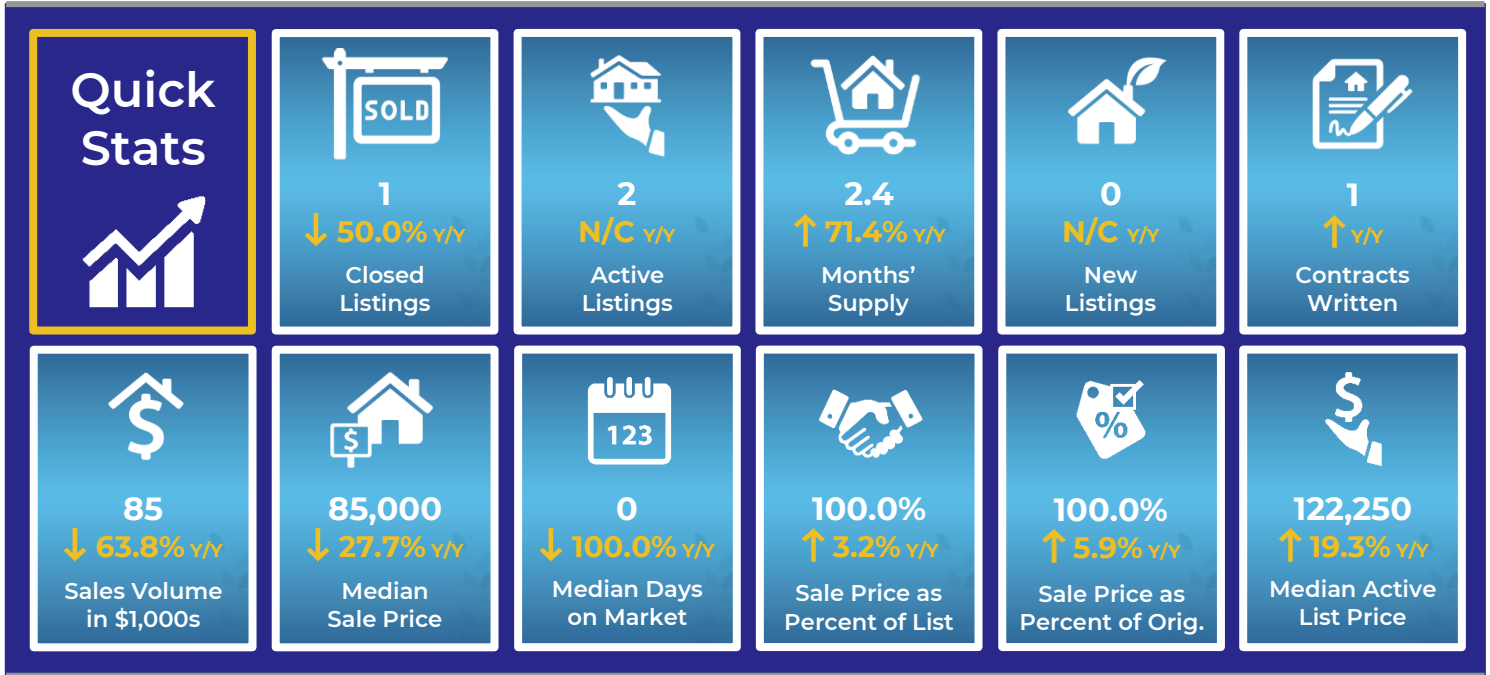 Quick
Stats
SOLD
1
↓ 50.0% Y/Y
Closed
Listings
2
N/C Y/Y
Active
Listings
2.4
↑ 71.4% Y/Y
Months’
Supply
0
N/C Y/Y
New
Listings
1
↑ Y/Y
Contracts
Written
$
85
↓ 63.8% Y/Y
Sales Volume
in $1,000s
$
85,000
↓ 27.7% Y/Y
Median
Sale Price
123
0
↓ 100.0% Y/Y
Median Days
on Market
100.0%
↑ 3.2% Y/Y
Sale Price as
Percent of List
%
100.0%
↑ 5.9% Y/Y
Sale Price as
Percent of Orig.
$
122,250
↑ 19.3% Y/Y
Median Active
List Price